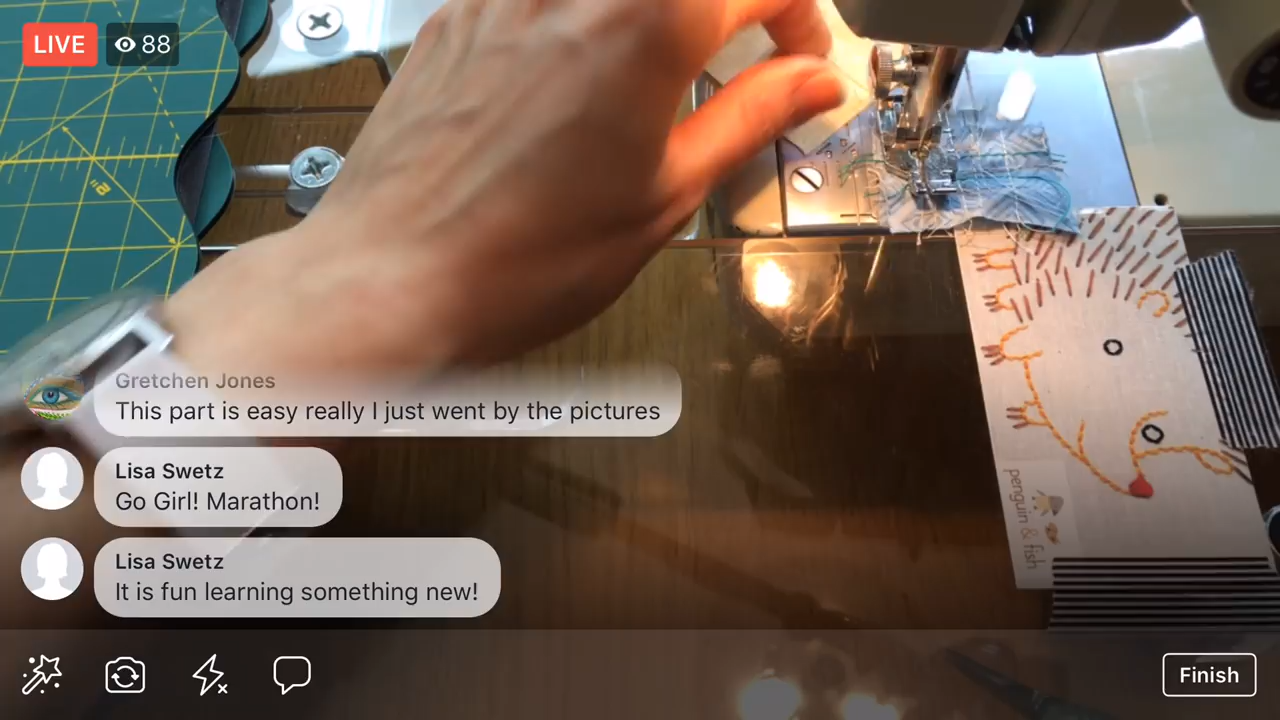 LIVE 88
8"
Gretchen Jones
This part is easy really I just went by the pictures
Lisa Swetz
Go Girl! Marathon!
Lisa Swetz
It is fun learning something new!
penguin & fish
Finish